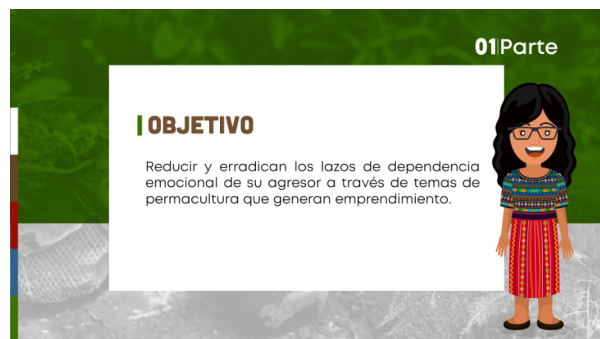 01|Parte
OBJETIVO
Reducir y erradican los lazos de dependencia
emocional de su agresor a través de temas de
permacultura que generan emprendimiento.